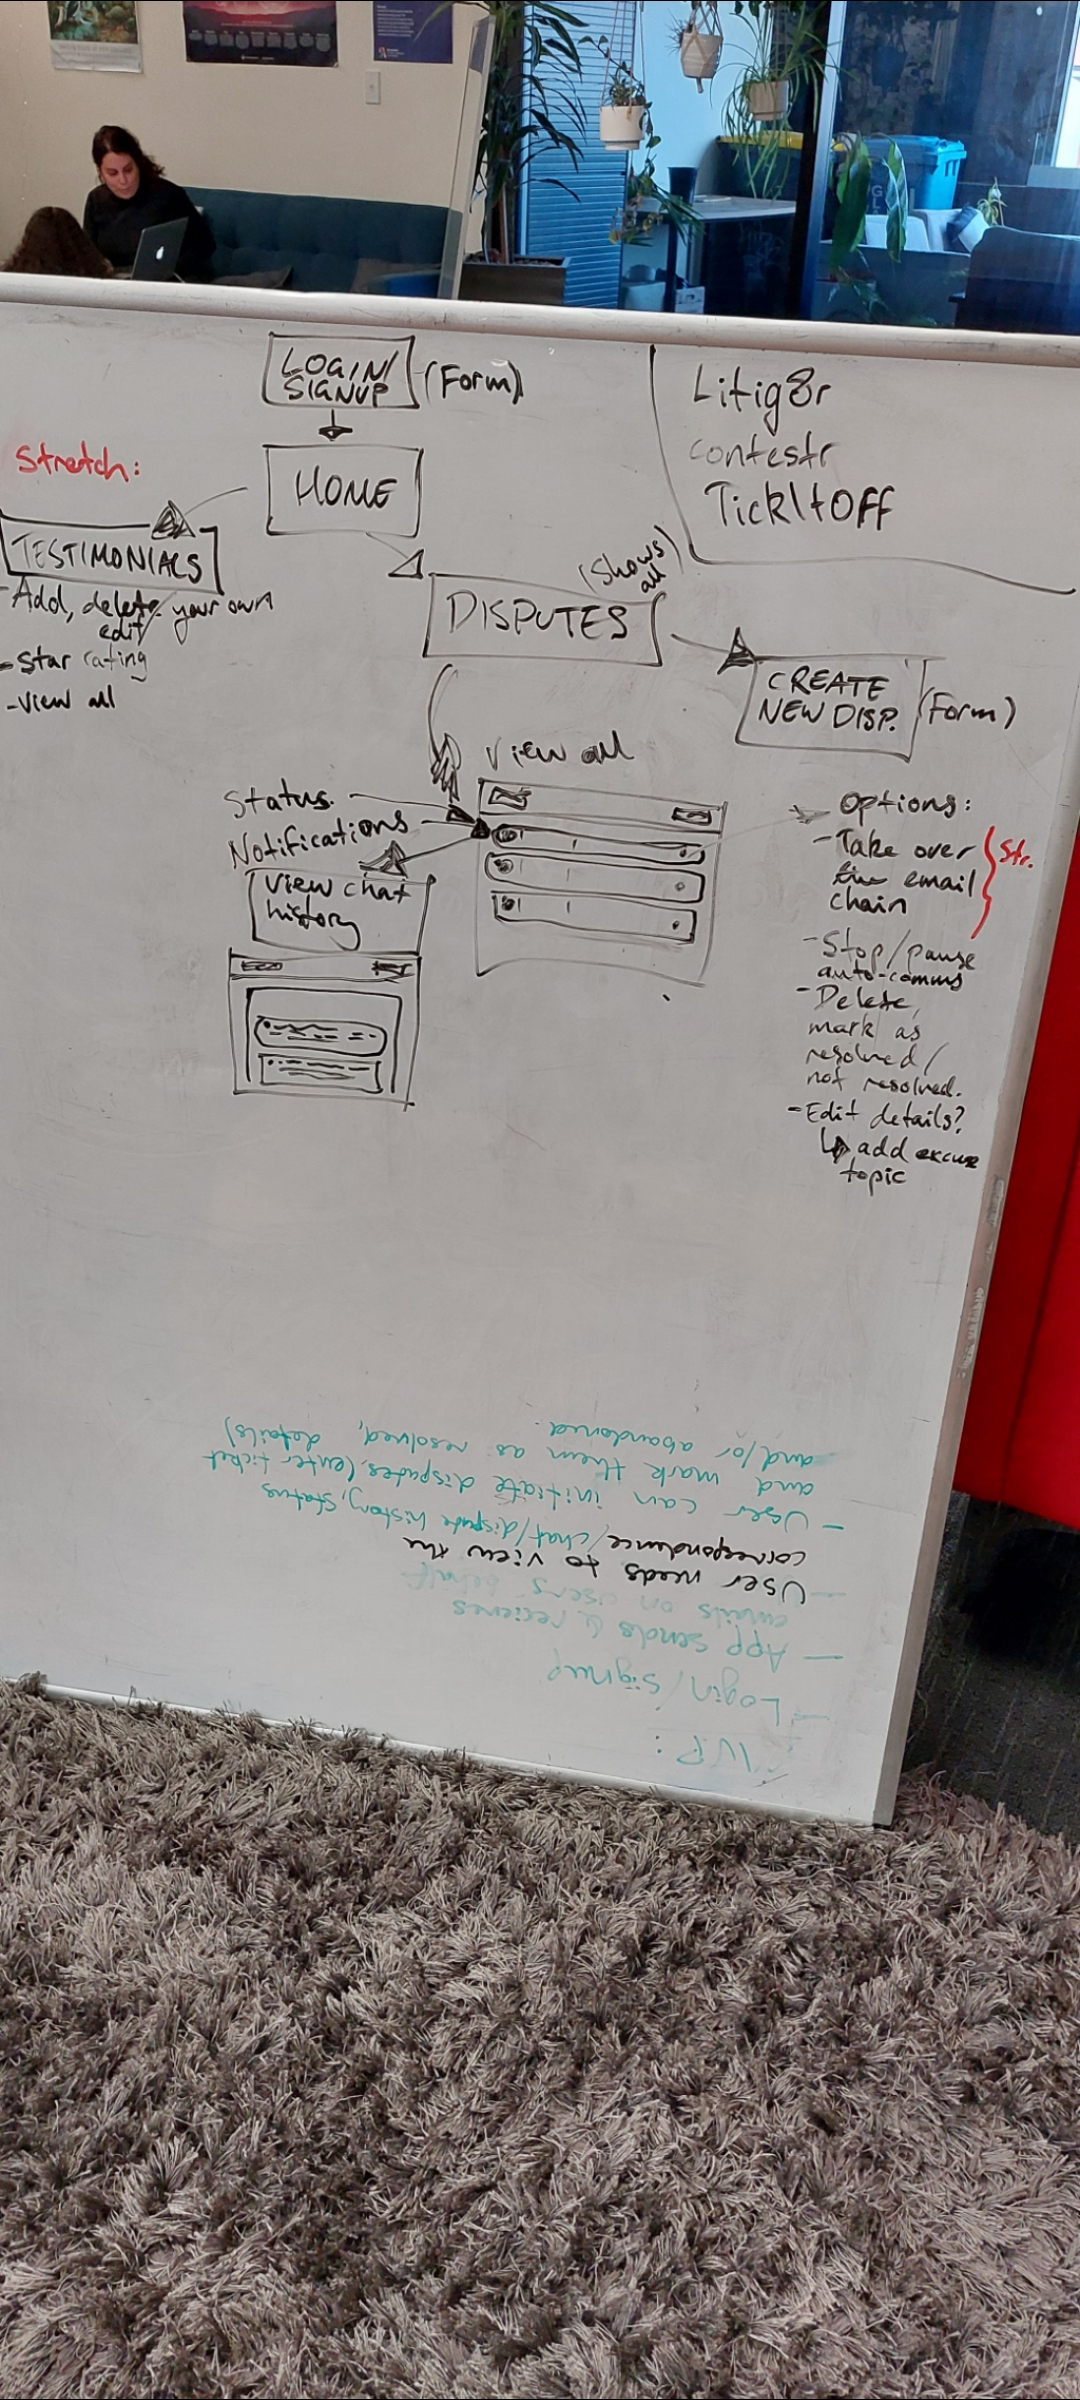 LOGIN/
SIGNUP
(Form)
HOME
Stretch:
TESTIMONIALS
- Add, delete your own
edit/
- Star rating
- View all
Litig8r
contestr
TickItOff
(Shows
all)
DISPUTES
CREATE
NEW DISP.
(Form)
View all
Status
Notifications
View chat
history
Options:
- Take over
email
chain
Str.
- Stop/pause
auto-comms
- Delete,
mark as
resolved/
not resolved.
- Edit details?
add excuse
topic
MVP:
- Login/Signup
- App sends & recieves
emails on users behalf
- User needs to view the
correspondence/chat/dispute history, status
- User can initiate disputes, (enter ticket
details)
and mark them as resolved,
and/or abandoned.